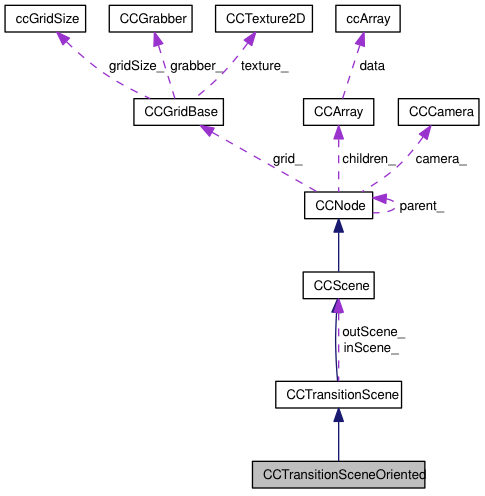 ccGridSize
CCGrabber
CCTexture2D
ccArray
gridSize_
grabber_
texture_
data
CCGridBase
CCArray
CCCamera
grid_
children_
camera_
CCNode
parent_
CCScene
outScene_
inScene_
CCTransitionScene
CCTransitionSceneOriented